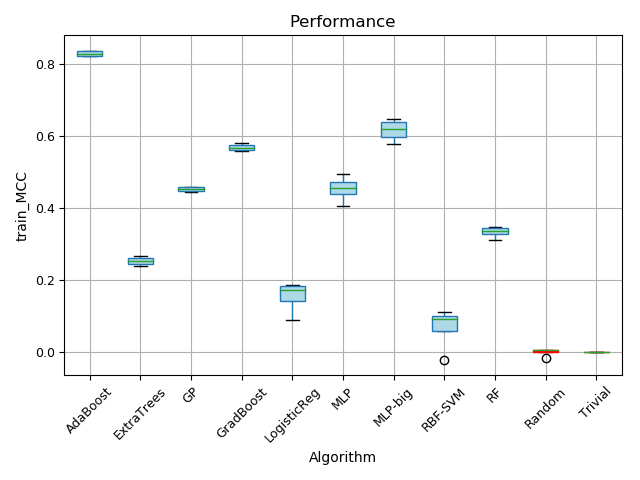 Performance
train_MCC
0.8
0.6
0.4
0.2
0.0
AdaBoost
ExtraTrees
GP
GradBoost
LogisticReg
MLP
MLP-big
RBF-SVM
RF
Random
Trivial
Algorithm